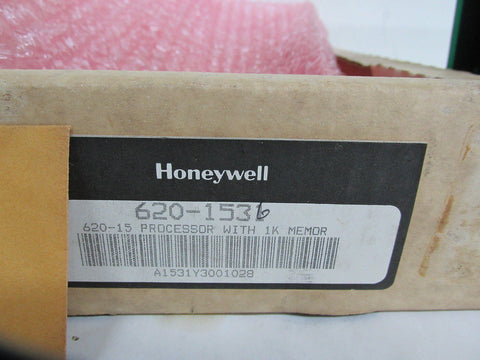 Honeywell
620-1536
620-15 PROCESSOR WITH 1K MEMOR
A1531Y3001028